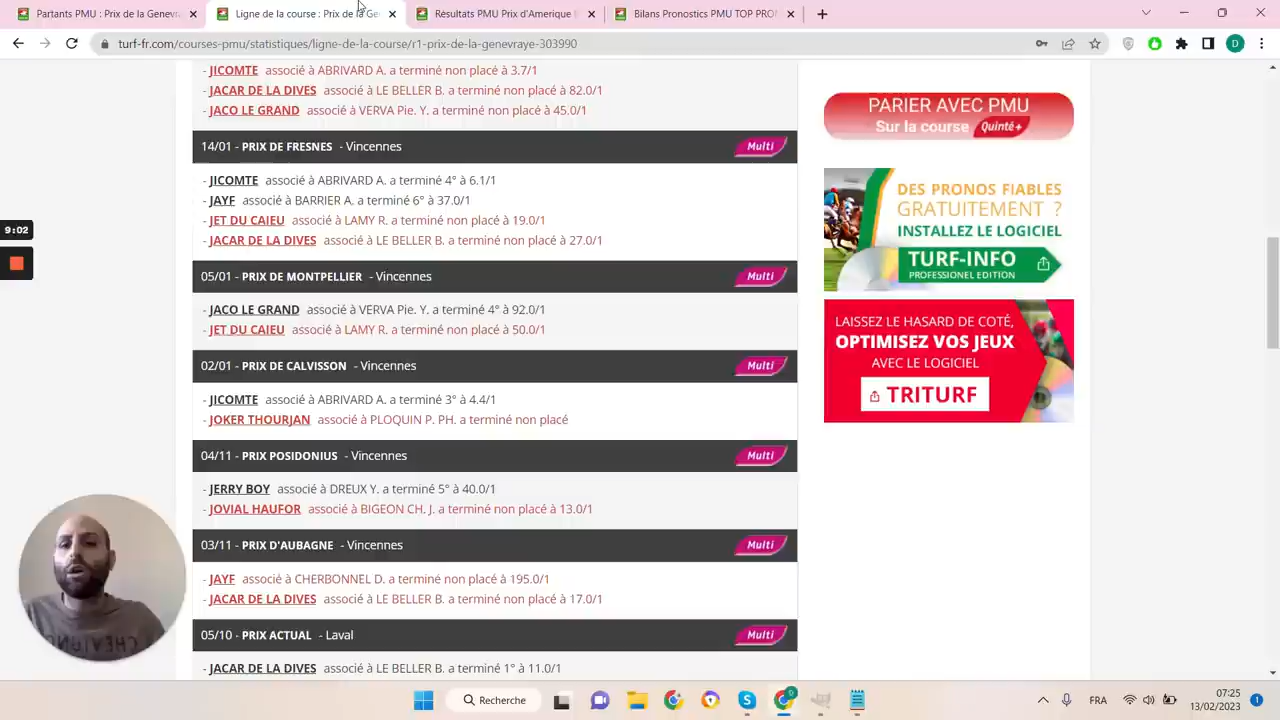 Partants PMU : Prix de la Genev
Ligne de la course : Prix de la Ge
Résultats PMU Prix d'Amerique
Bilans Pronostics PMU TOP PRO
turf-fr.com/courses-pmu/statistiques/ligne-de-la-course/r1-prix-de-la-genevraye-303990
D
- JICOMTE associé à ABRIVARD A. a terminé non placé à 3.7/1
- JACAR DE LA DIVES associé à LE BELLER B. a terminé non placé à 82.0/1
- JACO LE GRAND associé à VERVA Pie. Y. a terminé non placé à 45.0/1
14/01 - PRIX DE FRESNES - Vincennes Multi
- JICOMTE associé à ABRIVARD A. a terminé 4° à 6.1/1
- JAYF associé à BARRIER A. a terminé 6° à 37.0/1
- JET DU CAIEU associé à LAMY R. a terminé non placé à 19.0/1
- JACAR DE LA DIVES associé à LE BELLER B. a terminé non placé à 27.0/1
05/01 - PRIX DE MONTPELLIER - Vincennes Multi
- JACO LE GRAND associé à VERVA Pie. Y. a terminé 4° à 92.0/1
- JET DU CAIEU associé à LAMY R. a terminé non placé à 50.0/1
02/01 - PRIX DE CALVISSON - Vincennes Multi
- JICOMTE associé à ABRIVARD A. a terminé 3° à 4.4/1
- JOKER THOURJAN associé à PLOQUIN P. PH. a terminé non placé
04/11 - PRIX POSIDONIUS - Vincennes Multi
- JERRY BOY associé à DREUX Y. a terminé 5° à 40.0/1
- JOVIAL HAUFOR associé à BIGEON CH. J. a terminé non placé à 13.0/1
03/11 - PRIX D'AUBAGNE - Vincennes Multi
- JAYF associé à CHERBONNEL D. a terminé non placé à 195.0/1
- JACAR DE LA DIVES associé à LE BELLER B. a terminé non placé à 17.0/1
05/10 - PRIX ACTUAL - Laval Multi
- JACAR DE LA DIVES associé à LE BELLER B. a terminé 1° à 11.0/1
PARIER AVEC PMU
Sur la course Quinté+
DES PRONOS FIABLES
GRATUITEMENT ?
INSTALLEZ LE LOGICIEL
TURF-INFO
PROFESSIONEL EDITION
LAISSEZ LE HASARD DE COTÉ,
OPTIMISEZ VOS JEUX
AVEC LE LOGICIEL
TRITURF
9:02
Recherche
FRA
07:25
13/02/2023